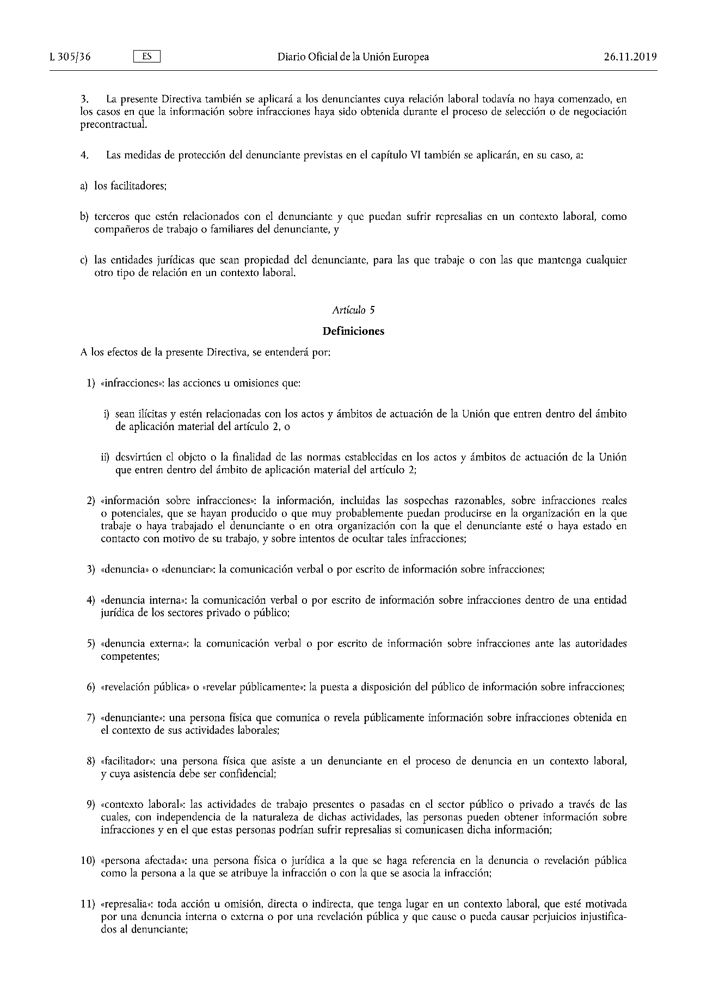 L 305/36 ES Diario Oficial de la Unión Europea 26.11.2019
3. La presente Directiva también se aplicará a los denunciantes cuya relación laboral todavía no haya comenzado, en
los casos en que la información sobre infracciones haya sido obtenida durante el proceso de selección o de negociación
precontractual.
4. Las medidas de protección del denunciante previstas en el capítulo VI también se aplicarán, en su caso, a:
a) los facilitadores;
b) terceros que estén relacionados con el denunciante y que puedan sufrir represalias en un contexto laboral, como
compañeros de trabajo o familiares del denunciante, y
c) las entidades jurídicas que sean propiedad del denunciante, para las que trabaje o con las que mantenga cualquier
otro tipo de relación en un contexto laboral.
Artículo 5
Definiciones
A los efectos de la presente Directiva, se entenderá por:
1) «infracciones»: las acciones u omisiones que:
i) sean ilícitas y estén relacionadas con los actos y ámbitos de actuación de la Unión que entren dentro del ámbito
de aplicación material del artículo 2, o
ii) desvirtúen el objeto o la finalidad de las normas establecidas en los actos y ámbitos de actuación de la Unión
que entren dentro del ámbito de aplicación material del artículo 2;
2) «información sobre infracciones»: la información, incluidas las sospechas razonables, sobre infracciones reales
o potenciales, que se hayan producido o que muy probablemente puedan producirse en la organización en la que
trabaje o haya trabajado el denunciante o en otra organización con la que el denunciante esté o haya estado en
contacto con motivo de su trabajo, y sobre intentos de ocultar tales infracciones;
3) «denuncia» o «denunciar»: la comunicación verbal o por escrito de información sobre infracciones;
4) «denuncia interna»: la comunicación verbal o por escrito de información sobre infracciones dentro de una entidad
jurídica de los sectores privado o público;
5) «denuncia externa»: la comunicación verbal o por escrito de información sobre infracciones ante las autoridades
competentes;
6) «revelación pública» o «revelar públicamente»: la puesta a disposición del público de información sobre infracciones;
7) «denunciante»: una persona física que comunica o revela públicamente información sobre infracciones obtenida en
el contexto de sus actividades laborales;
8) «facilitador»: una persona física que asiste a un denunciante en el proceso de denuncia en un contexto laboral,
y cuya asistencia debe ser confidencial;
9) «contexto laboral»: las actividades de trabajo presentes o pasadas en el sector público o privado a través de las
cuales, con independencia de la naturaleza de dichas actividades, las personas pueden obtener información sobre
infracciones y en el que estas personas podrían sufrir represalias si comunicasen dicha información;
10) «persona afectada»: una persona física o jurídica a la que se haga referencia en la denuncia o revelación pública
como la persona a la que se atribuye la infracción o con la que se asocia la infracción;
11) «represalia»: toda acción u omisión, directa o indirecta, que tenga lugar en un contexto laboral, que esté motivada
por una denuncia interna o externa o por una revelación pública y que cause o pueda causar perjuicios injustifica-
dos al denunciante;